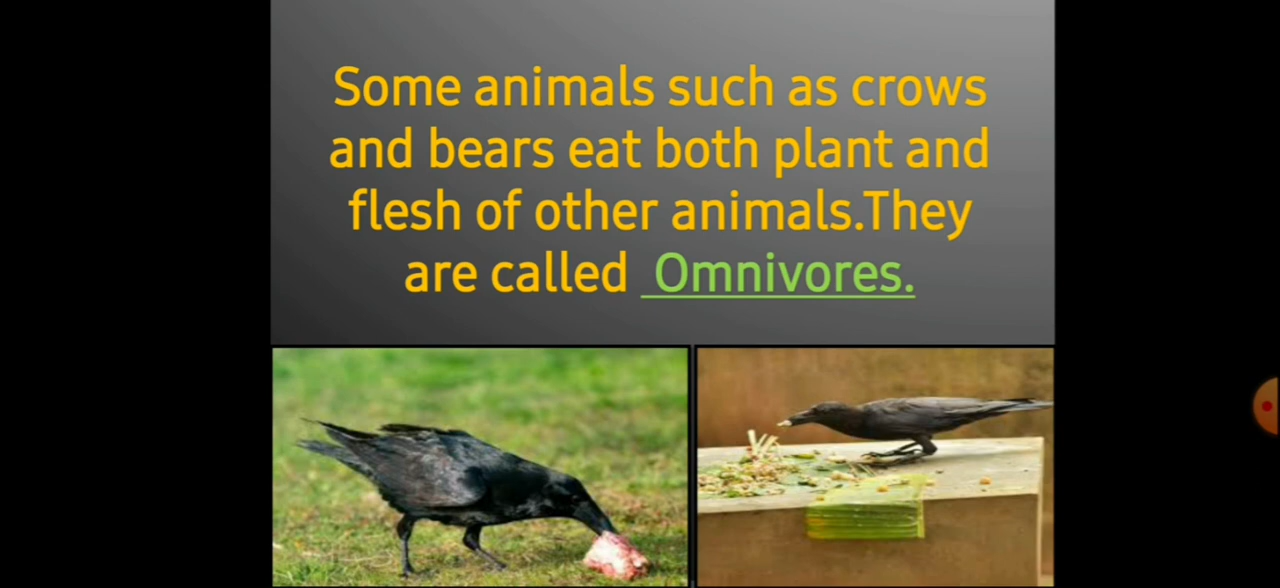 Some animals such as crows
and bears eat both plant and
flesh of other animals.They
are called  Omnivores.